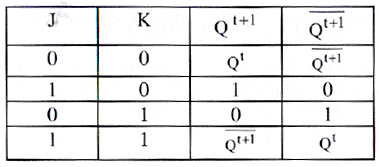 J K Q^{t+1} \overline{Q^{t+1}}
0 0 Q^{t} \overline{Q^{t+1}}
1 0 1 0
0 1 0 1
1 1 \overline{Q^{t+1}} Q^{t}